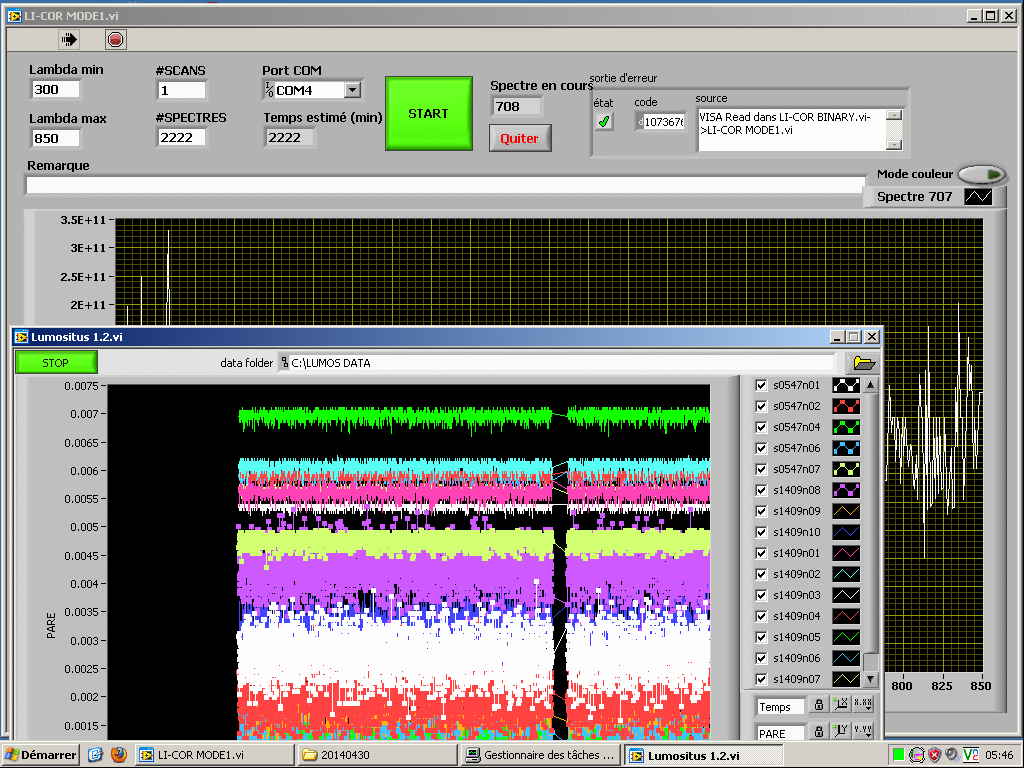 LI-COR MODE1.vi
Lambda min
#SCANS
Port COM
300
1
COM4
START
Spectre en cours
708
sortie d'erreur
état
code
source
d 1073676
VISA Read dans LI-COR BINARY.vi-
>LI-COR MODE1.vi
Lambda max
#SPECTRES
Temps estimé (min)
850
2222
2222
Quiter
Remarque
Mode couleur
Spectre 707
3.5E+11
3E+11
2.5E+11
2E+11
800
825
850
Lumositus 1.2.vi
STOP
data folder
C:\LUMOS DATA
0.0075
0.007
0.0065
0.006
0.0055
0.005
0.0045
0.004
0.0035
0.003
0.0025
0.002
0.0015
PARE
s0547n01
s0547n02
s0547n04
s0547n06
s0547n07
s1409n08
s1409n09
s1409n10
s1409n01
s1409n02
s1409n03
s1409n04
s1409n05
s1409n06
s1409n07
Temps
PARE
Démarrer
LI-COR MODE1.vi
20140430
Gestionnaire des tâches ...
Lumositus 1.2.vi
05:46